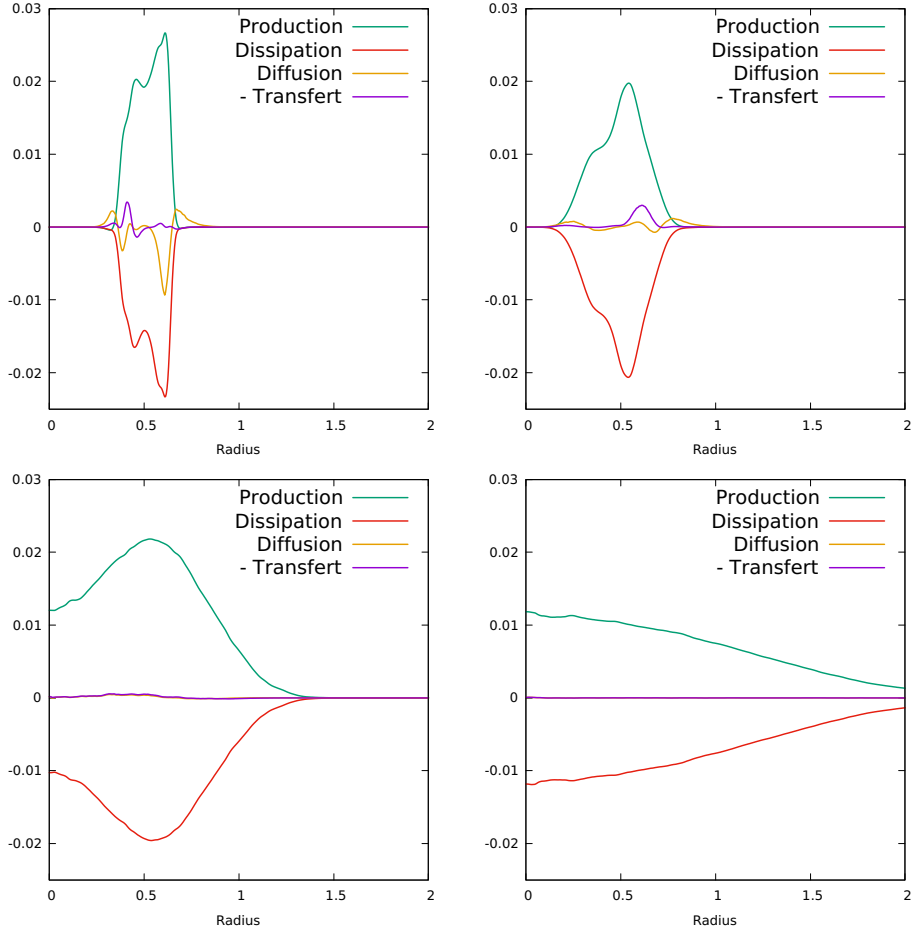 0.03
Production
Dissipation
Diffusion
- Transfert
0.02
0.01
0
-0.01
-0.02
0
0.5
1
1.5
2
Radius
0.03
Production
Dissipation
Diffusion
- Transfert
0.02
0.01
0
-0.01
-0.02
0
0.5
1
1.5
2
Radius
0.03
Production
Dissipation
Diffusion
- Transfert
0.02
0.01
0
-0.01
-0.02
0
0.5
1
1.5
2
Radius
0.03
Production
Dissipation
Diffusion
- Transfert
0.02
0.01
0
-0.01
-0.02
0
0.5
1
1.5
2
Radius